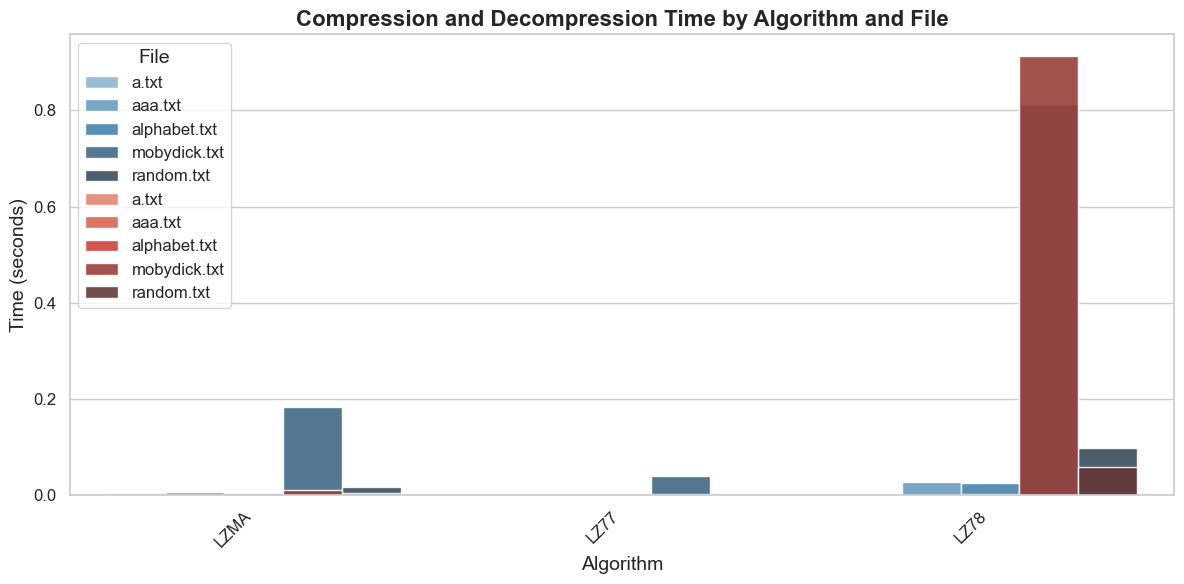 Compression and Decompression Time by Algorithm and File
File
a.txt
aaa.txt
alphabet.txt
mobydick.txt
random.txt
a.txt
aaa.txt
alphabet.txt
mobydick.txt
random.txt
Time (seconds)
0.8
0.6
0.4
0.2
0.0
LZMA
LZ77
LZ78
Algorithm